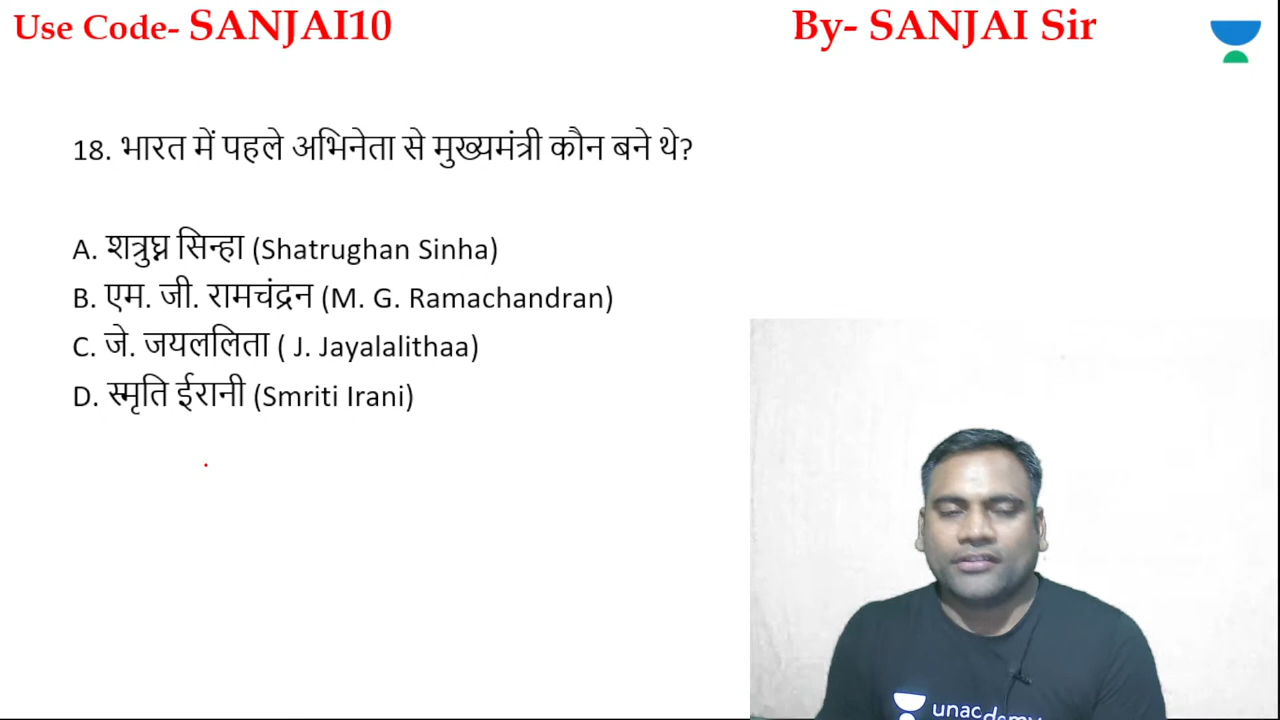 Use Code- SANJAI10
By- SANJAI Sir
18. भारत में पहले अभिनेता से मुख्यमंत्री कौन बने थे?
A. शत्रुघ्न सिन्हा (Shatrughan Sinha)
B. एम. जी. रामचंद्रन (M. G. Ramachandran)
C. जे. जयललिता ( J. Jayalalithaa)
D. स्मृति ईरानी (Smriti Irani)
unacademy